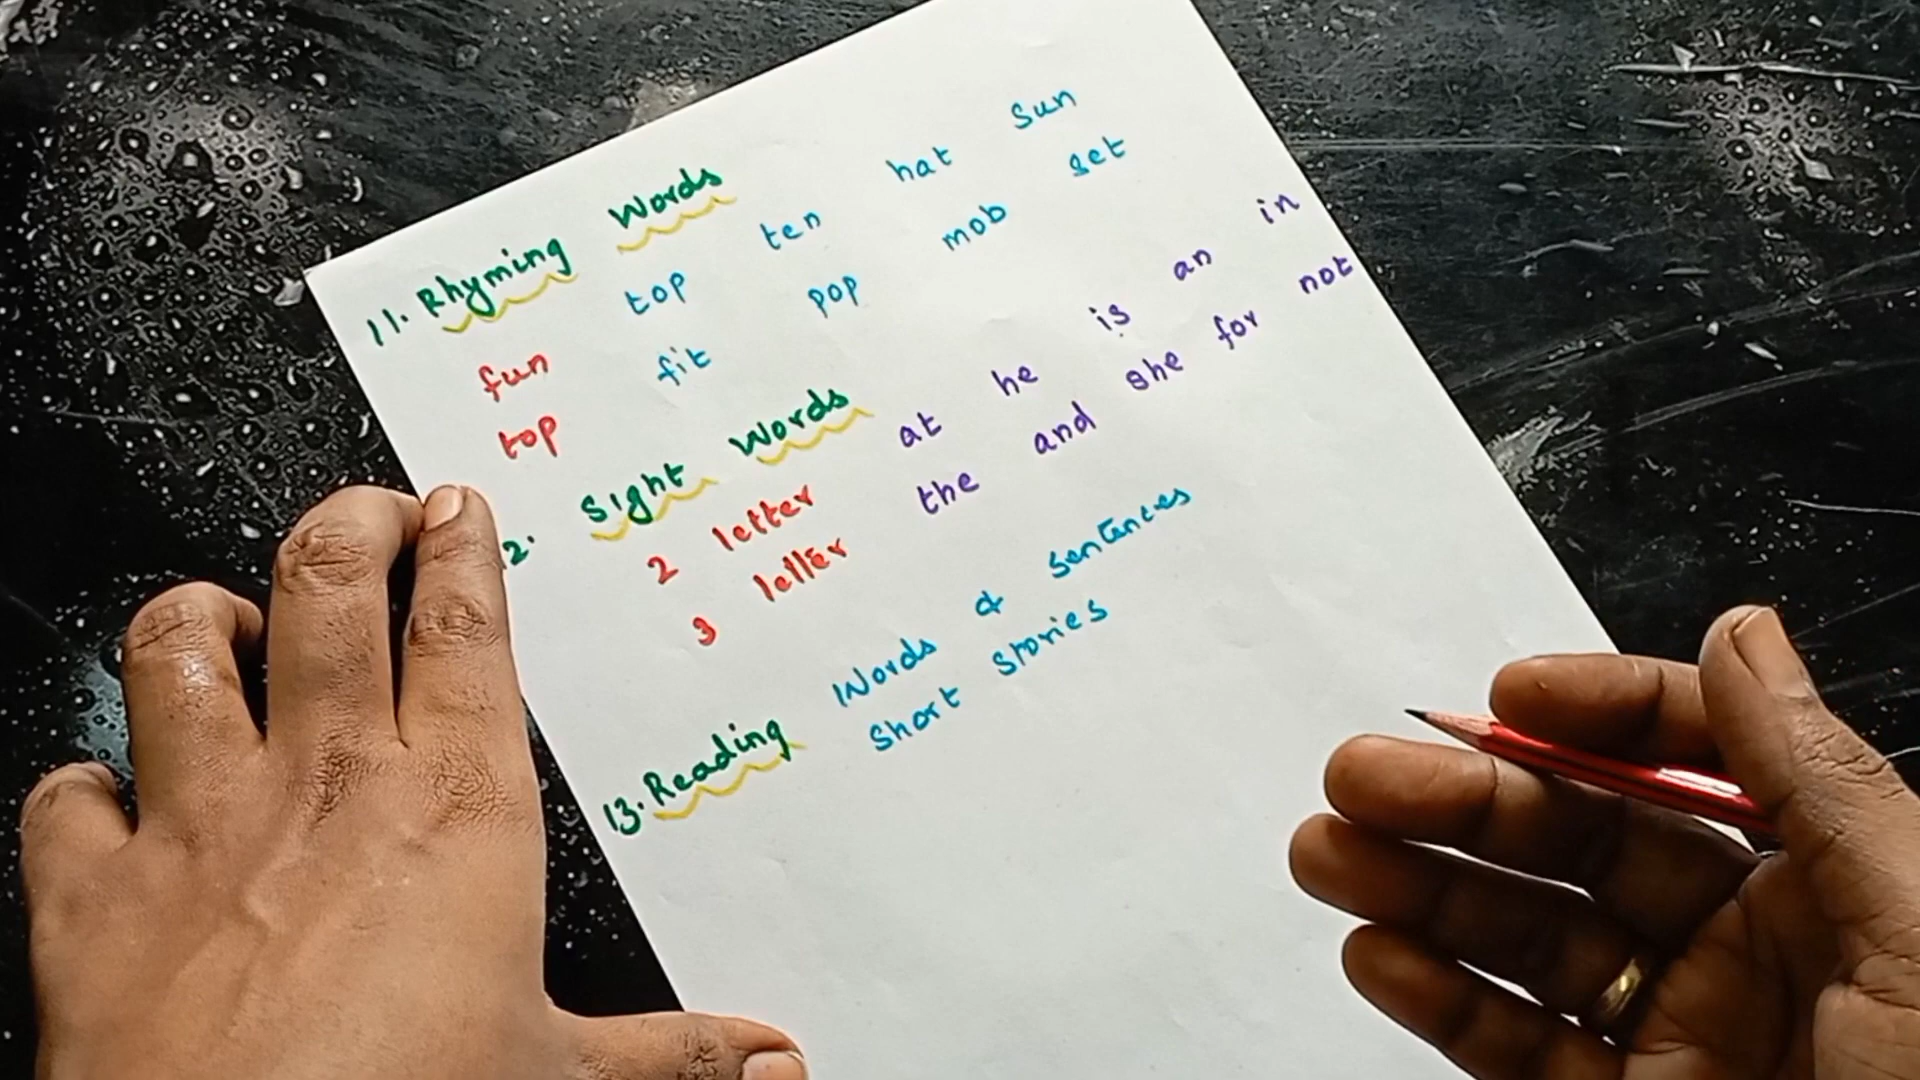 11. Rhyming Words
fun top ten hat sun
top fit pop mob set
12. Sight Words
2 letter at he is an in
3 letter the and she for not
13. Reading Words & sentences
Short stories